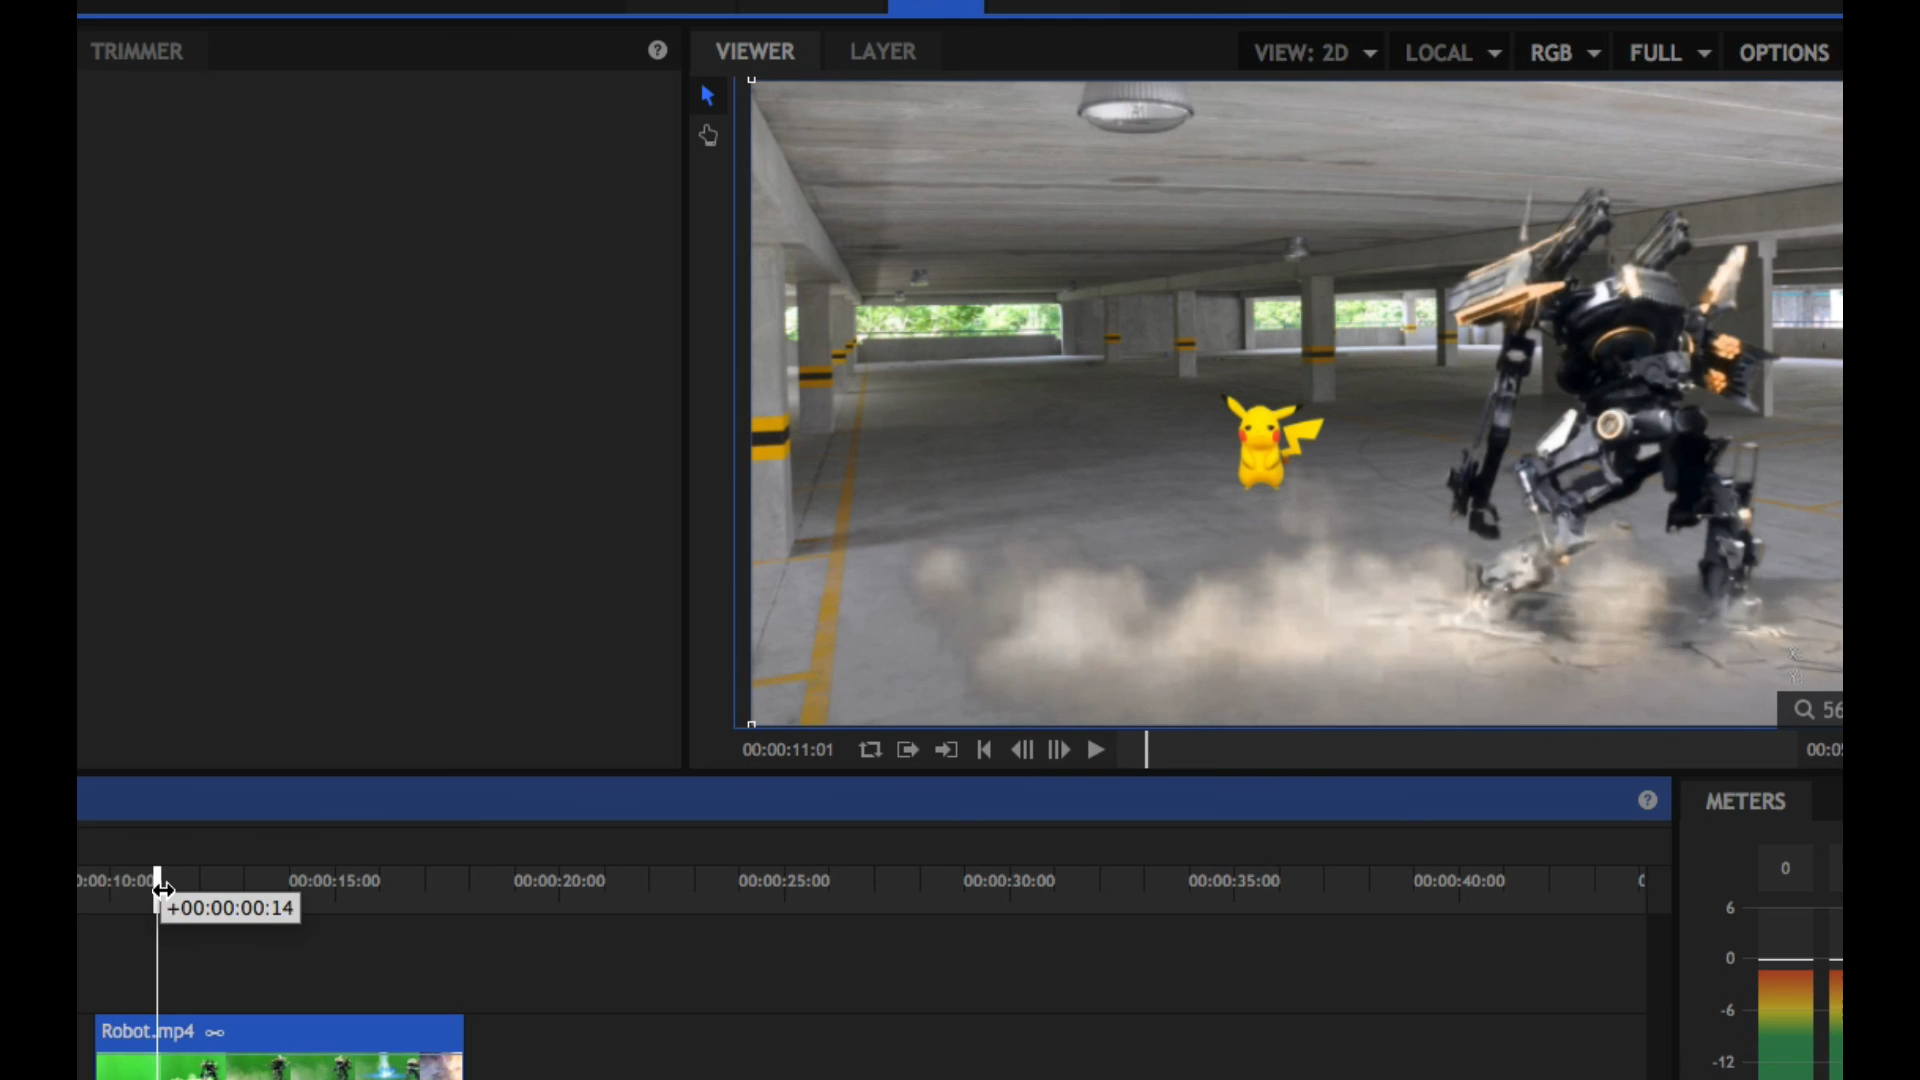 TRIMMER
VIEWER LAYER VIEW: 2D LOCAL RGB FULL OPTIONS
X:
Y:
56
00:00:11:01 00:0
METERS
0
0:00:10:00 00:00:15:00 00:00:20:00 00:00:25:00 00:00:30:00 00:00:35:00 00:00:40:00
+00:00:00:14
6
0
-6
-12
Robot.mp4